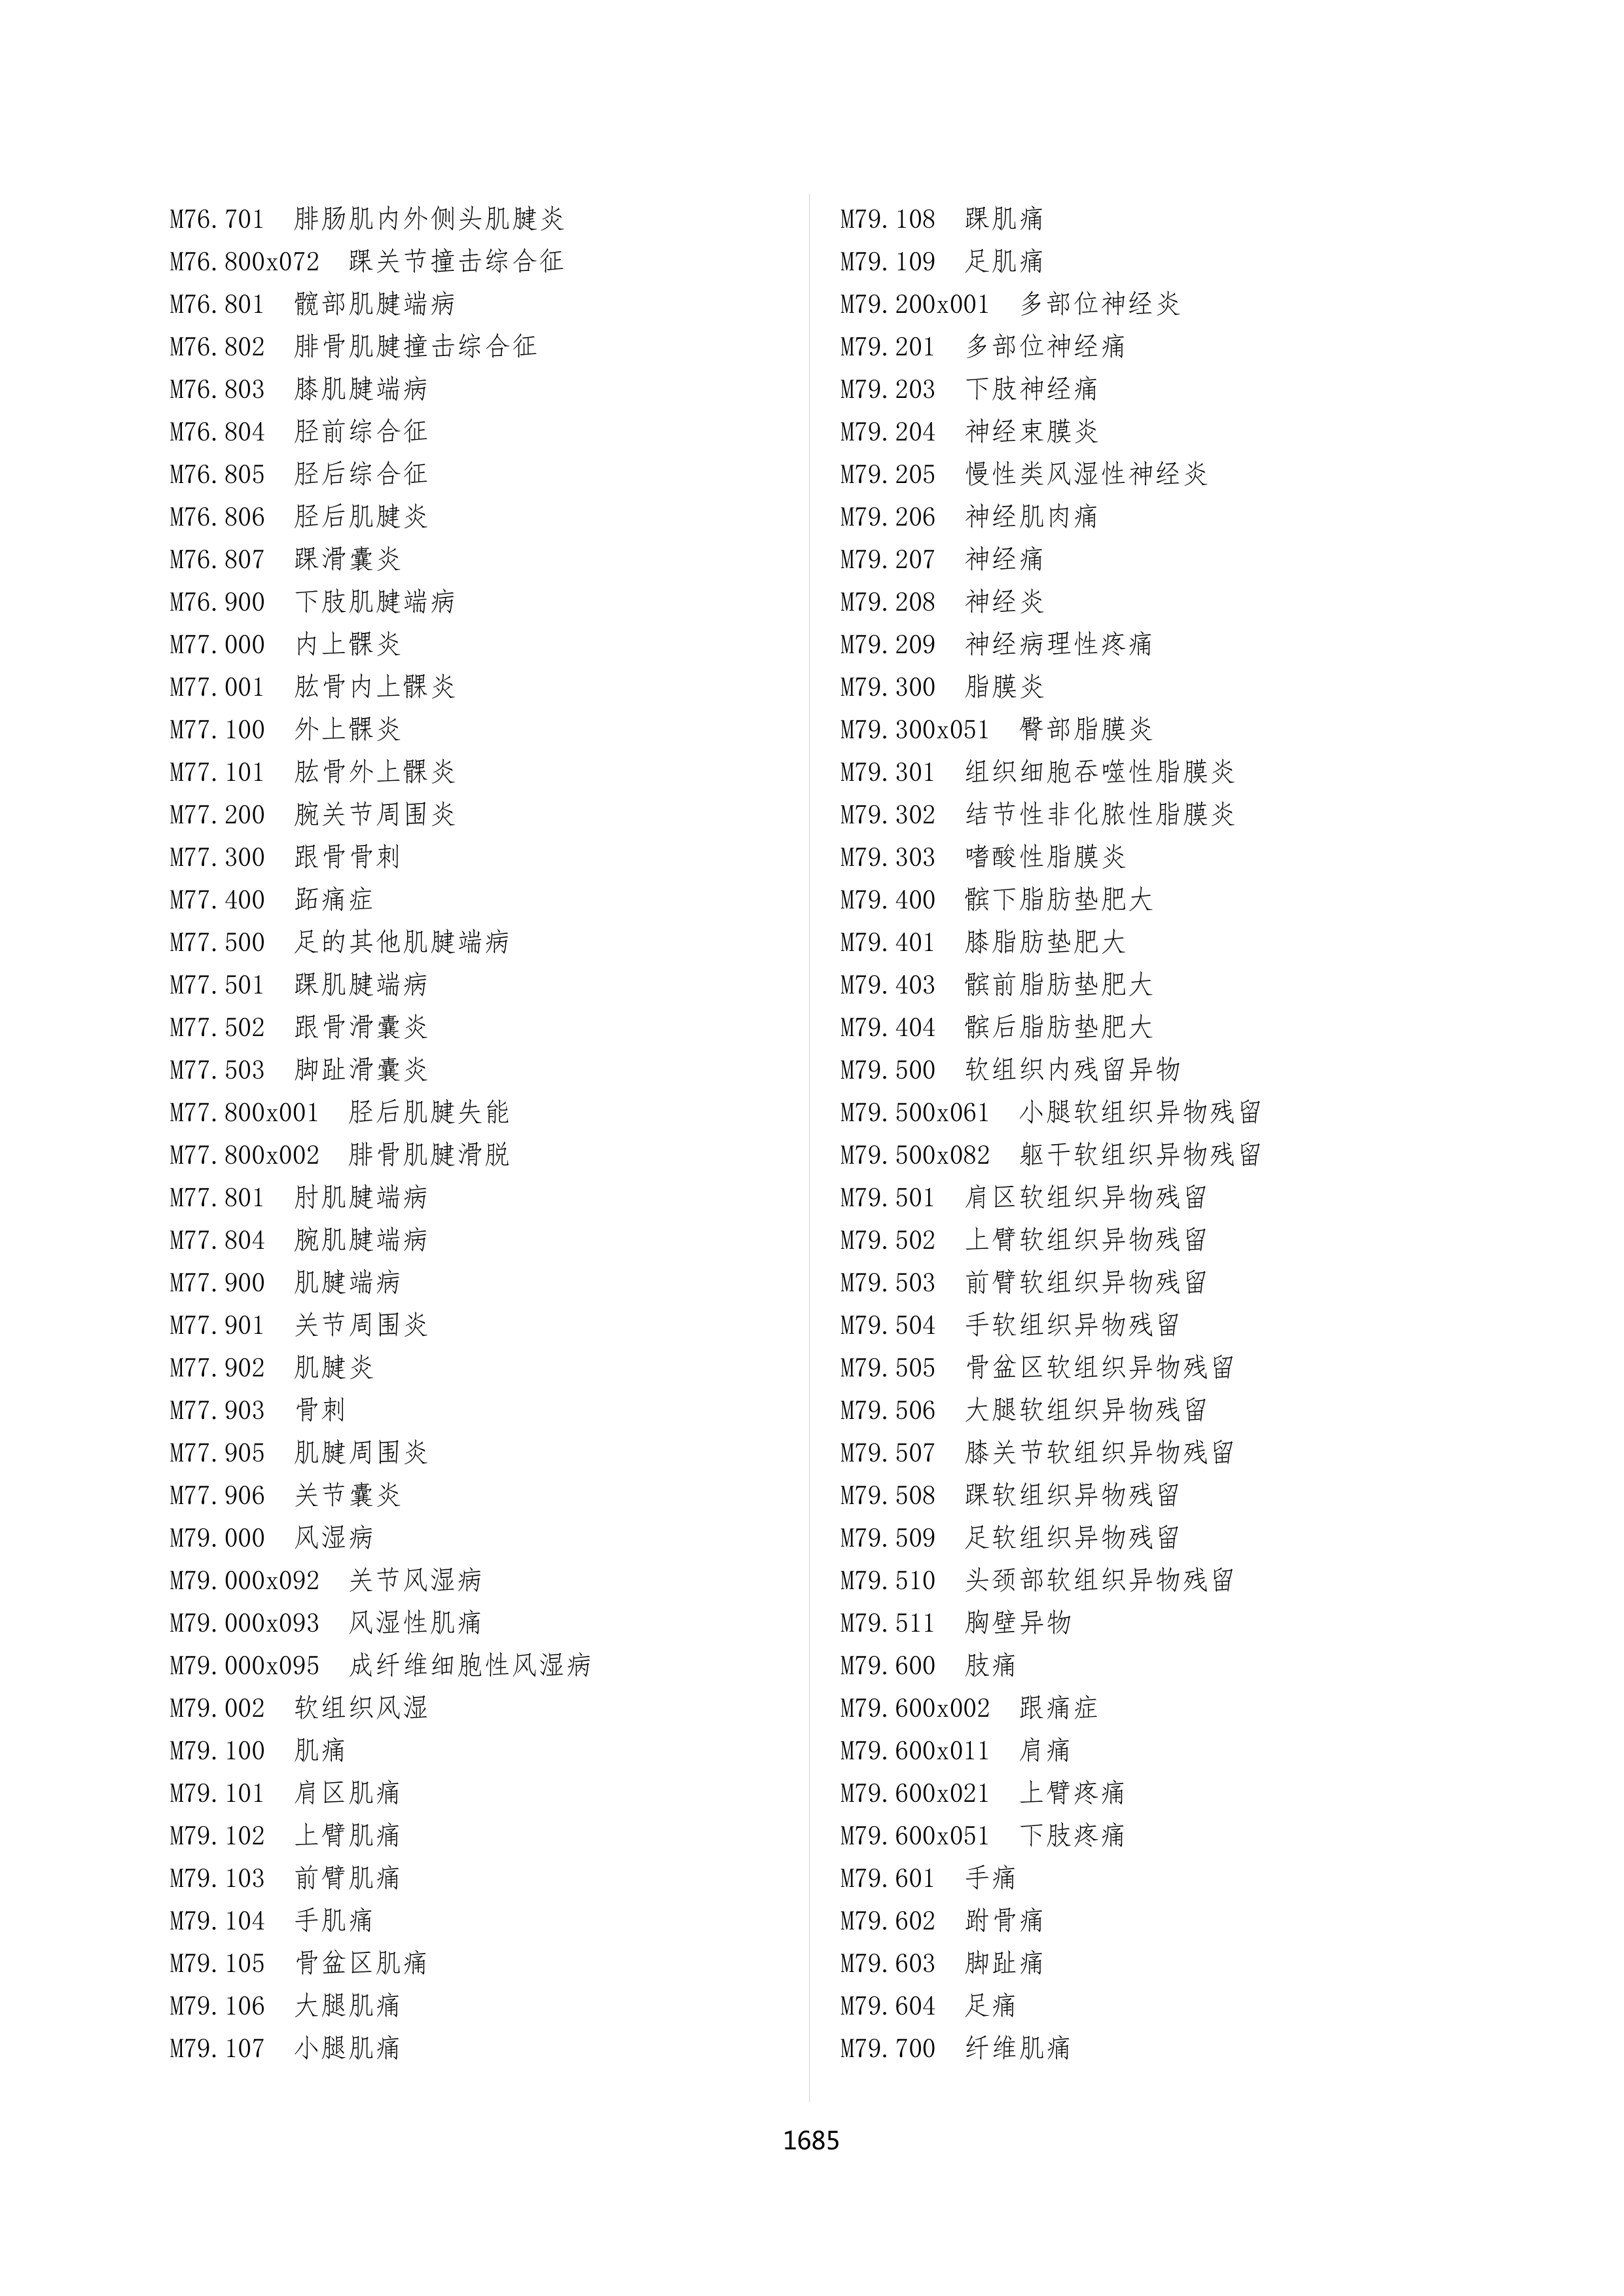 M76.701 腓肠肌内外侧头肌腱炎
M76.800x072 踝关节撞击综合征
M76.801 髋部肌腱端病
M76.802 腓骨肌腱撞击综合征
M76.803 膝肌腱端病
M76.804 胫前综合征
M76.805 胫后综合征
M76.806 胫后肌腱炎
M76.807 踝滑囊炎
M76.900 下肢肌腱端病
M77.000 内上髁炎
M77.001 肱骨内上髁炎
M77.100 外上髁炎
M77.101 肱骨外上髁炎
M77.200 腕关节周围炎
M77.300 跟骨骨刺
M77.400 跖痛症
M77.500 足的其他肌腱端病
M77.501 踝肌腱端病
M77.502 跟骨滑囊炎
M77.503 脚趾滑囊炎
M77.800x001 胫后肌腱失能
M77.800x002 腓骨肌腱滑脱
M77.801 肘肌腱端病
M77.804 腕肌腱端病
M77.900 肌腱端病
M77.901 关节周围炎
M77.902 肌腱炎
M77.903 骨刺
M77.905 肌腱周围炎
M77.906 关节囊炎
M79.000 风湿病
M79.000x092 关节风湿病
M79.000x093 风湿性肌痛
M79.000x095 成纤维细胞性风湿病
M79.002 软组织风湿
M79.100 肌痛
M79.101 肩区肌痛
M79.102 上臂肌痛
M79.103 前臂肌痛
M79.104 手肌痛
M79.105 骨盆区肌痛
M79.106 大腿肌痛
M79.107 小腿肌痛
M79.108 踝肌痛
M79.109 足肌痛
M79.200x001 多部位神经炎
M79.201 多部位神经痛
M79.203 下肢神经痛
M79.204 神经束膜炎
M79.205 慢性类风湿性神经炎
M79.206 神经肌肉痛
M79.207 神经痛
M79.208 神经炎
M79.209 神经病理性疼痛
M79.300 脂膜炎
M79.300x051 臀部脂膜炎
M79.301 组织细胞吞噬性脂膜炎
M79.302 结节性非化脓性脂膜炎
M79.303 嗜酸性脂膜炎
M79.400 髌下脂肪垫肥大
M79.401 膝脂肪垫肥大
M79.403 髌前脂肪垫肥大
M79.404 髌后脂肪垫肥大
M79.500 软组织内残留异物
M79.500x061 小腿软组织异物残留
M79.500x082 躯干软组织异物残留
M79.501 肩区软组织异物残留
M79.502 上臂软组织异物残留
M79.503 前臂软组织异物残留
M79.504 手软组织异物残留
M79.505 骨盆区软组织异物残留
M79.506 大腿软组织异物残留
M79.507 膝关节软组织异物残留
M79.508 踝软组织异物残留
M79.509 足软组织异物残留
M79.510 头颈部软组织异物残留
M79.511 胸壁异物
M79.600 肢痛
M79.600x002 跟痛症
M79.600x011 肩痛
M79.600x021 上臂疼痛
M79.600x051 下肢疼痛
M79.601 手痛
M79.602 跗骨痛
M79.603 脚趾痛
M79.604 足痛
M79.700 纤维肌痛
1685